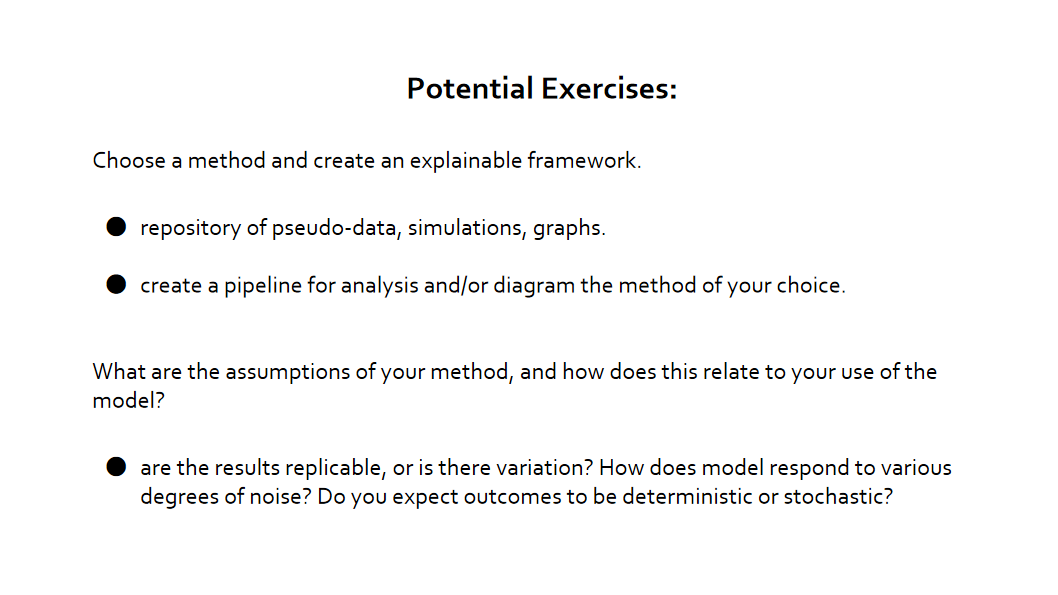 Potential Exercises:
Choose a method and create an explainable framework.
● repository of pseudo-data, simulations, graphs.
● create a pipeline for analysis and/or diagram the method of your choice.
What are the assumptions of your method, and how does this relate to your use of the
model?
● are the results replicable, or is there variation? How does model respond to various
degrees of noise? Do you expect outcomes to be deterministic or stochastic?